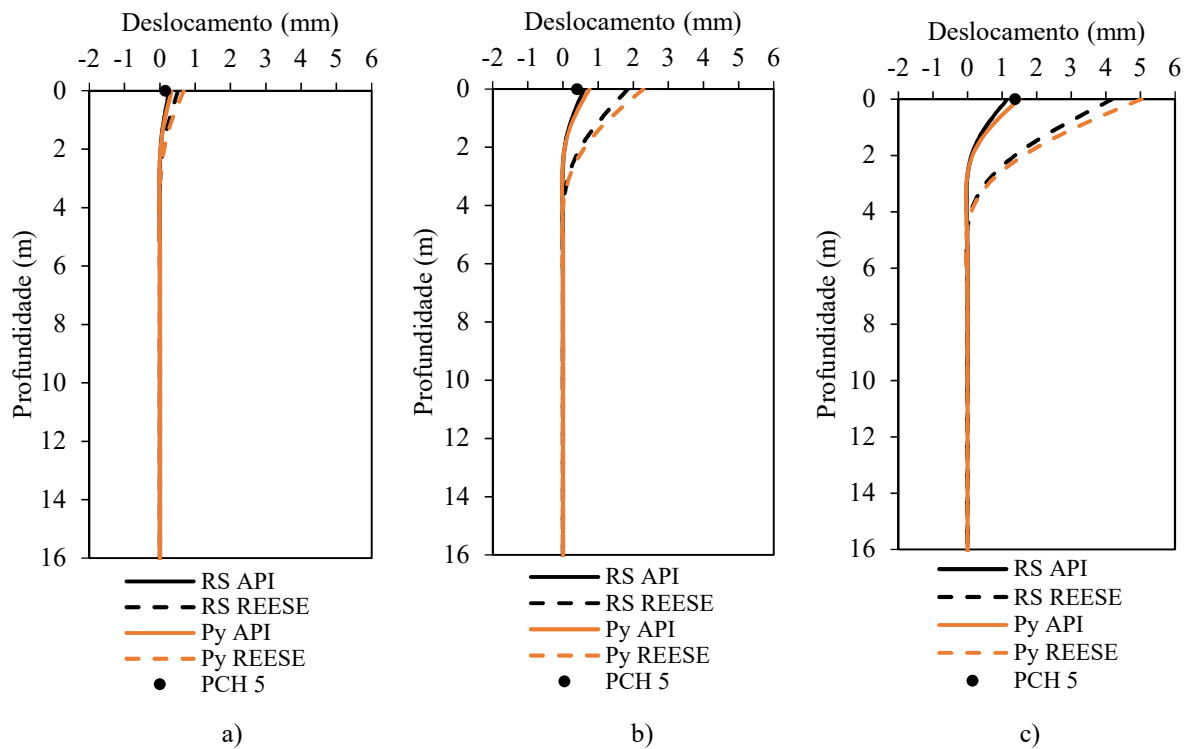 Deslocamento (mm)
-2 -1 0 1 2 3 4 5 6
0
2
4
6
8
10
12
14
16
Profundidade (m)
RS API
RS REESE
Py API
Py REESE
PCH 5
a)
Deslocamento (mm)
-2 -1 0 1 2 3 4 5 6
0
2
4
6
8
10
12
14
16
Profundidade (m)
RS API
RS REESE
Py API
Py REESE
PCH 5
b)
Deslocamento (mm)
-2 -1 0 1 2 3 4 5 6
0
2
4
6
8
10
12
14
16
Profundidade (m)
RS API
RS REESE
Py API
Py REESE
PCH 5
c)